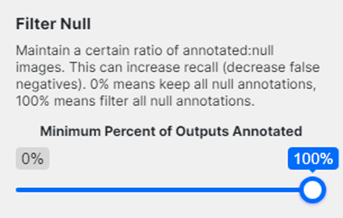 Filter Null
Maintain a certain ratio of annotated:null
images. This can increase recall (decrease false
negatives). 0% means keep all null annotations,
100% means filter all null annotations.
Minimum Percent of Outputs Annotated
0% 100%